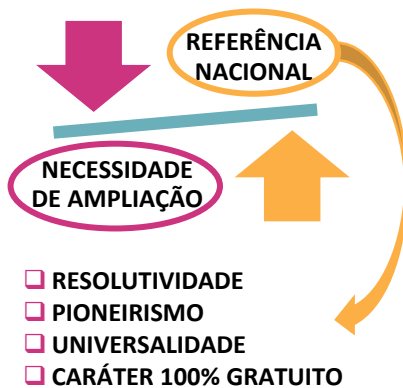 REFERÊNCIA
NACIONAL
NECESSIDADE
DE AMPLIAÇÃO
RESOLUTIVIDADE
PIONEIRISMO
UNIVERSALIDADE
CARÁTER 100% GRATUITO